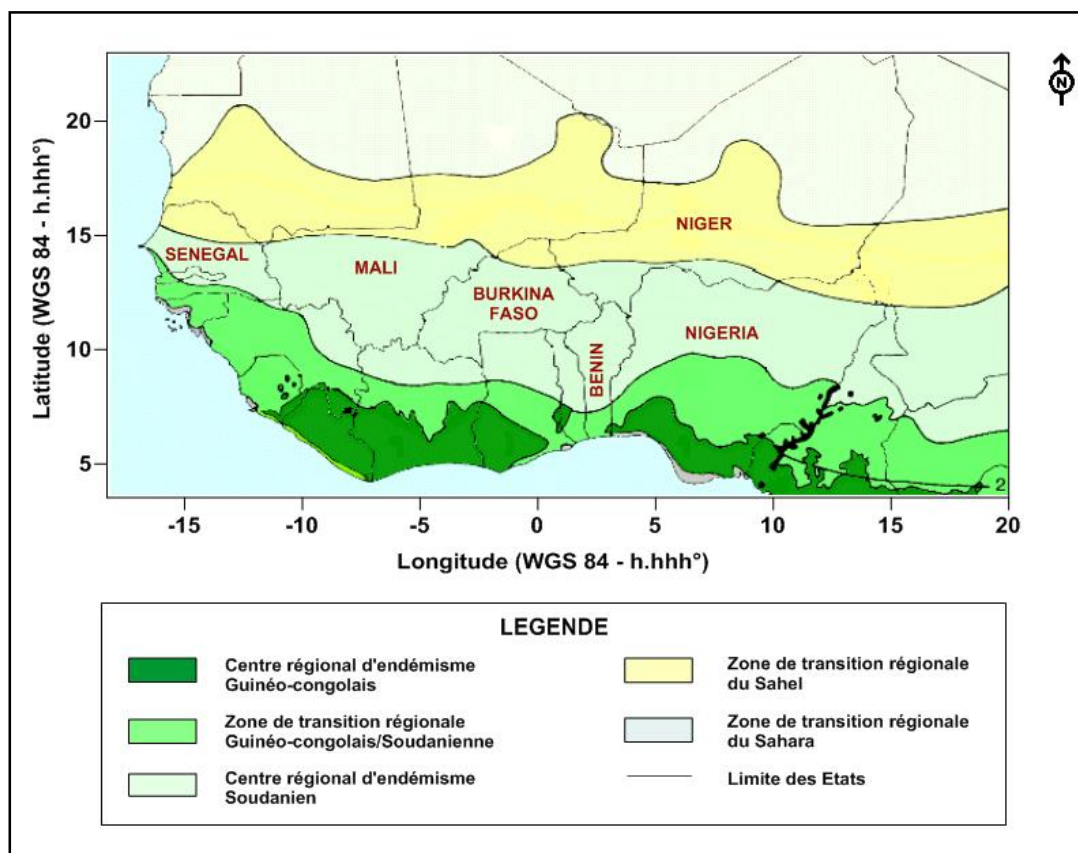 N
Latitude (WGS 84 - h.hhh°)
20
15
10
5
NIGER
SENEGAL
MALI
BURKINA
FASO
NIGERIA
BENIN
2
-15
-10
-5
0
5
10
15
20
Longitude (WGS 84 - h.hhh°)
LEGENDE
Centre régional d'endémisme
Guinéo-congolais
Zone de transition régionale
Guinéo-congolais/Soudanienne
Centre régional d'endémisme
Soudanien
Zone de transition régionale
du Sahel
Zone de transition régionale
du Sahara
Limite des Etats